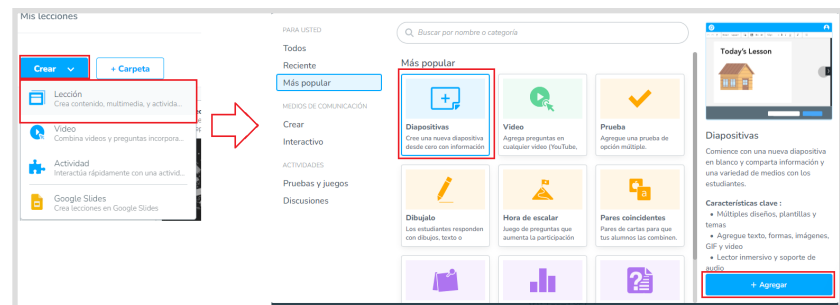 Mis lecciones
Crear
+ Carpeta
Lección
Crea contenido, multimedia, y activida...
Video
Combina videos y preguntas incorpora...
Actividad
Interactúa rápidamente con una activid...
Google Slides
Crea lecciones en Google Slides
PARA USTED
Todos
Reciente
Más popular
MEDIOS DE COMUNICACIÓN
Crear
Interactivo
ACTIVIDADES
Pruebas y juegos
Discusiones
Buscar por nombre o categoría
Más popular
Diapositivas
Cree una nueva diapositiva
desde cero con información
Video
Agrega preguntas en
cualquier video (YouTube,
Prueba
Agregue una prueba de
opción múltiple.
Dibujalo
Los estudiantes responden
con dibujos, texto o
Hora de escalar
Juego de preguntas que
aumenta la participación
Pares coincidentes
Pares de cartas para que
tus alumnos las combinen.
Today's Lesson
Diapositivas
Comience con una nueva diapositiva
en blanco y comparta información y
una variedad de medios con los
estudiantes.
Características clave :
• Múltiples diseños, plantillas y
temas
• Agregue texto, formas, imágenes,
GIF y video
• Lector inmersivo y soporte de
audio
+ Agregar